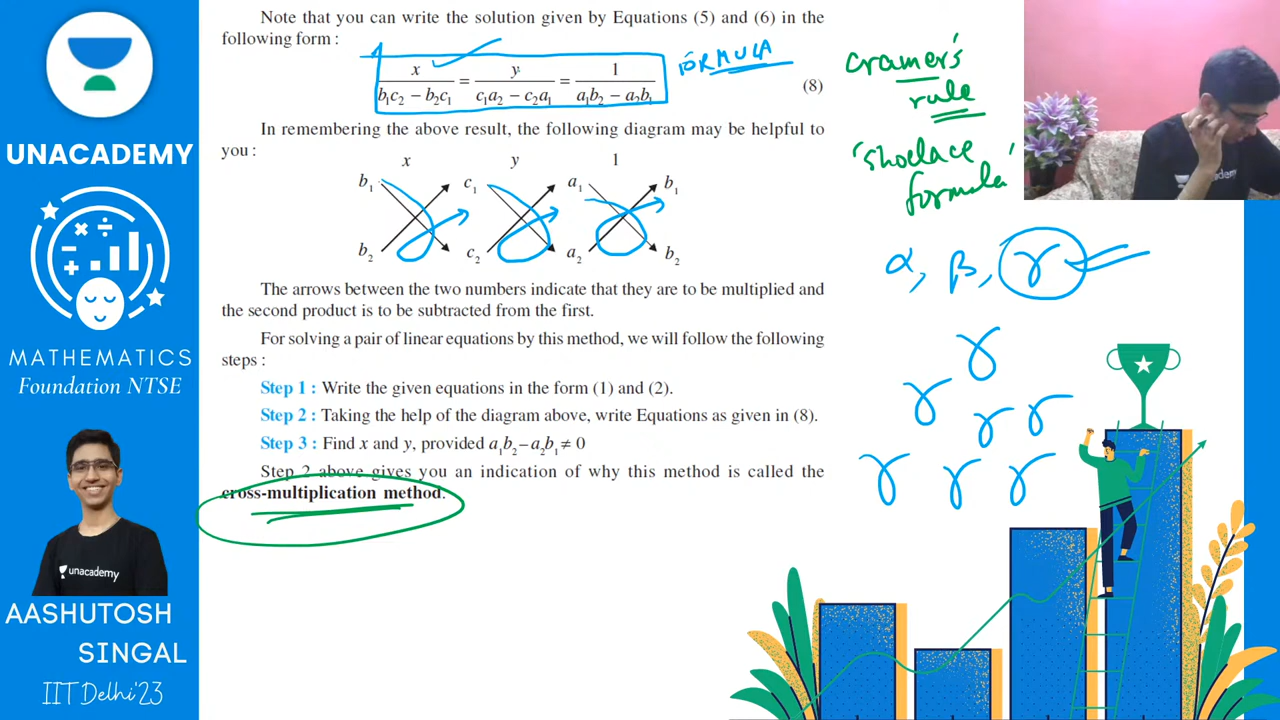 UNACADEMY
MATHEMATICS
Foundation NTSE
unacademy
AASHUTOSH
SINGAL
IIT Delhi'23
Note that you can write the solution given by Equations (5) and (6) in the
following form :
x / (b₁c₂ − b₂c₁) = y / (c₁a₂ − c₂a₁) = 1 / (a₁b₂ − a₂b₁) (8)
FORMULA
In remembering the above result, the following diagram may be helpful to
you :
x y 1
b₁ c₁ a₁ b₁
b₂ c₂ a₂ b₂
The arrows between the two numbers indicate that they are to be multiplied and
the second product is to be subtracted from the first.
For solving a pair of linear equations by this method, we will follow the following
steps :
Step 1 : Write the given equations in the form (1) and (2).
Step 2 : Taking the help of the diagram above, write Equations as given in (8).
Step 3 : Find x and y, provided a₁b₂ − a₂b₁ ≠ 0
Step 2 above gives you an indication of why this method is called the
cross-multiplication method.
cramer's
rule
'shoelace
formula'
α, β, γ
γ
γ
γ γ
γ γ γ
unacademy